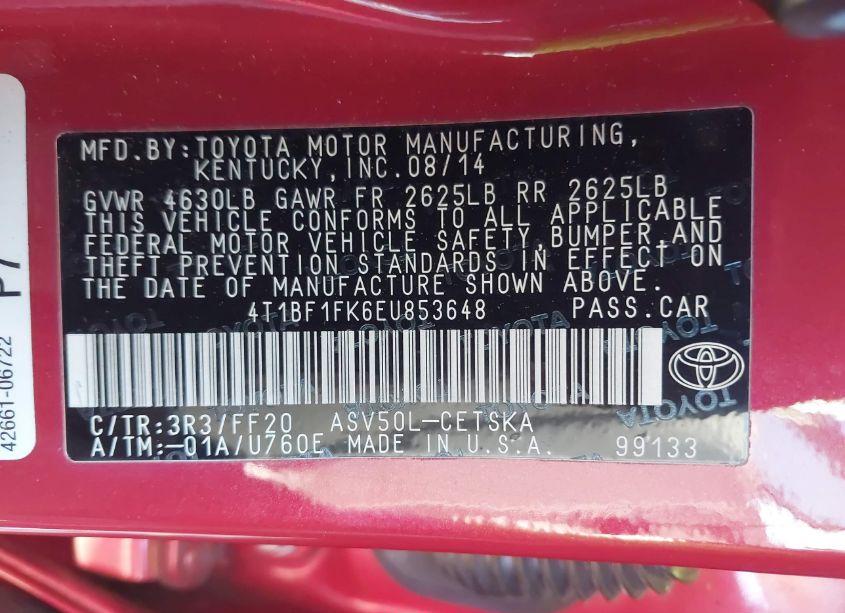 MFD.BY:TOYOTA MOTOR MANUFACTURING,
KENTUCKY,INC.08/14
GVWR 4630LB GAWR FR 2625LB RR 2625LB
THIS VEHICLE CONFORMS TO ALL APPLICABLE
FEDERAL MOTOR VEHICLE SAFETY,BUMPER,AND
THEFT PREVENTION STANDARDS IN EFFECT ON
THE DATE OF MANUFACTURE SHOWN ABOVE.
4T1BF1FK6EU853648 PASS.CAR
C/TR:3R3/FF20 ASV50L-CETSKA
A/TM:-01A/U760E MADE IN U.S.A. 99133
42661-06722